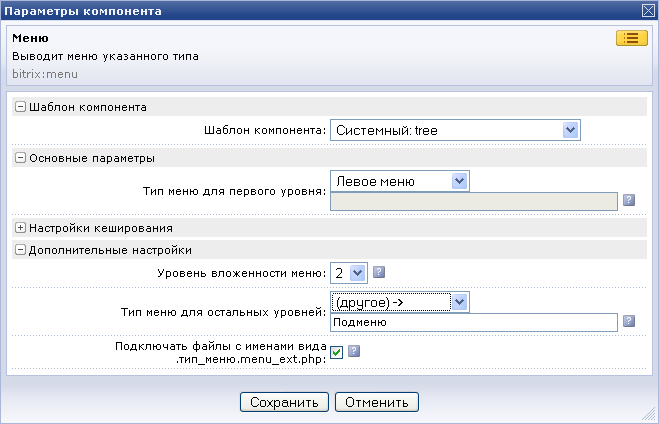 Параметры компонента
Меню
Выводит меню указанного типа
bitrix:menu
Шаблон компонента
Шаблон компонента: Системный: tree
Основные параметры
Тип меню для первого уровня: Левое меню
?
Настройки кеширования
Дополнительные настройки
Уровень вложенности меню: 2 ?
Тип меню для остальных уровней: (другое) ->
Подменю ?
Подключать файлы с именами вида
.тип_меню.menu_ext.php: ?
Сохранить Отменить